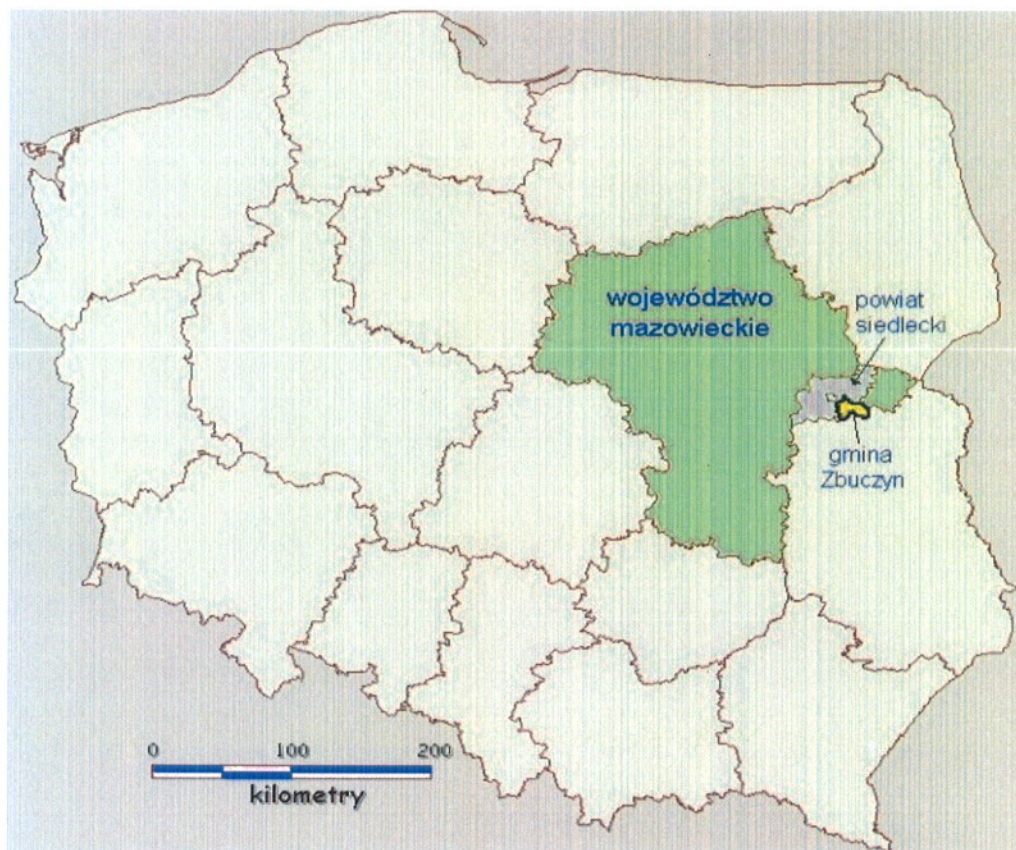 województwo
mazowieckie
powiat
siedlecki
gmina
Zbuczyn
0 100 200
kilometry